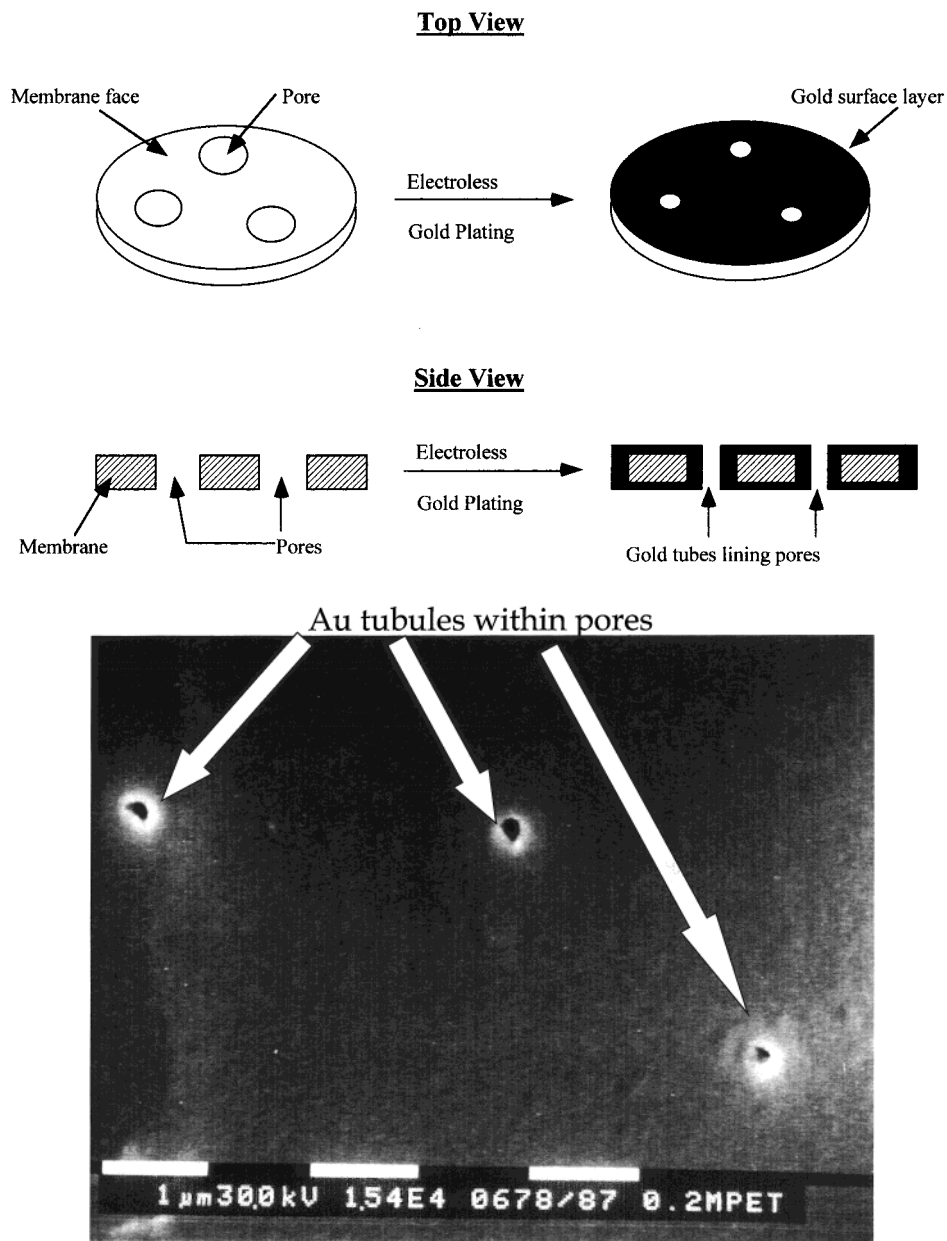 Top View
Membrane face
Pore
Gold surface layer
Electroless
Gold Plating
Side View
Electroless
Gold Plating
Membrane
Pores
Gold tubes lining pores
Au tubules within pores
1µm30.0kV 1.54E4 0678/87 0.2MPET